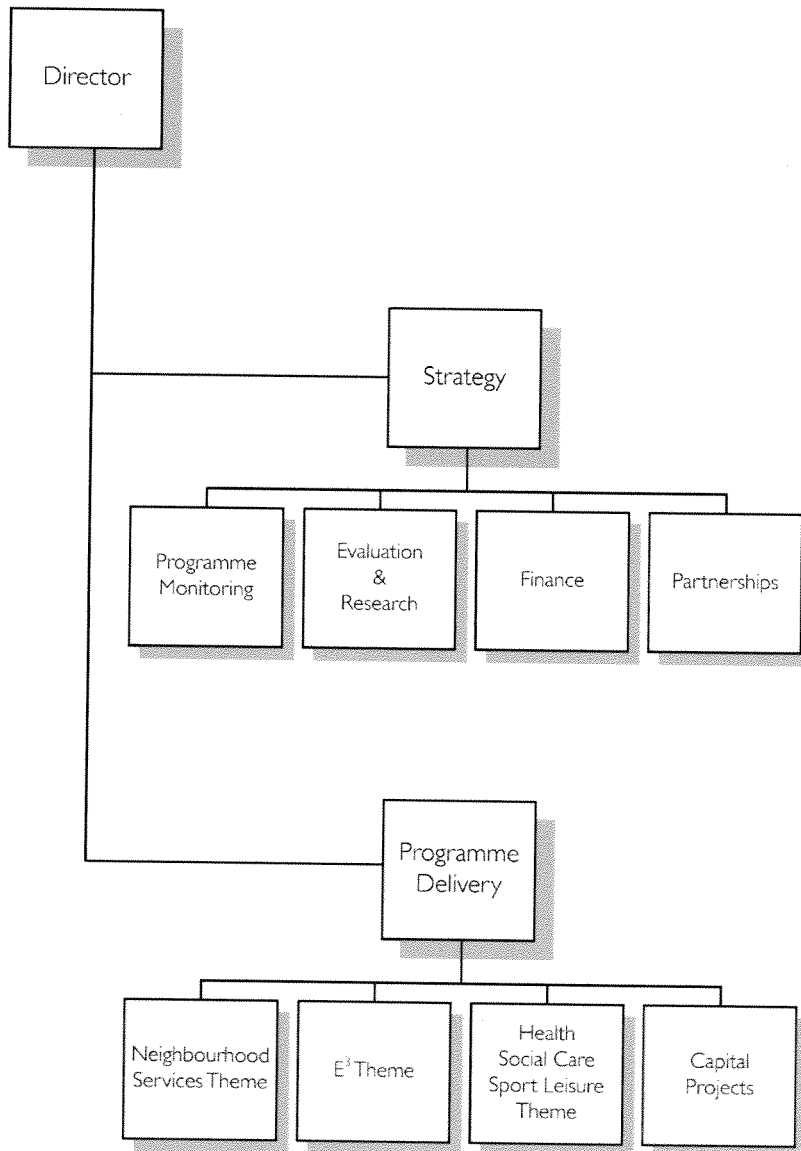 Director
Strategy
Programme
Monitoring
Evaluation
&
Research
Finance
Partnerships
Programme
Delivery
Neighbourhood
Services Theme
E³ Theme
Health
Social Care
Sport Leisure
Theme
Capital
Projects